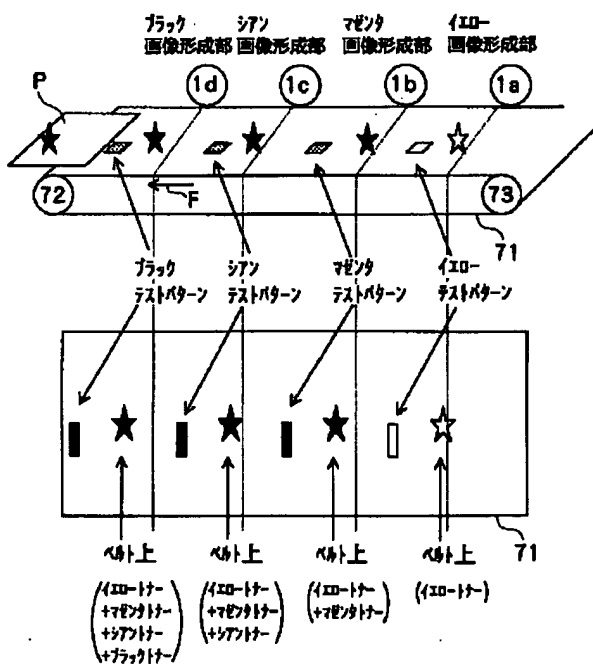 ブラック シアン マゼンタ イエロー
画像形成部 画像形成部 画像形成部 画像形成部
P 1d 1c 1b 1a
72 F 73
71
ブラック シアン マゼンタ イエロー
テストパターン テストパターン テストパターン テストパターン
71
ベルト上 ベルト上 ベルト上 ベルト上
(イエロートナー (イエロートナー (イエロートナー (イエロートナー)
+マゼンタトナー +マゼンタトナー +マゼンタトナー)
+シアントナー +シアントナー)
+ブラックトナー)